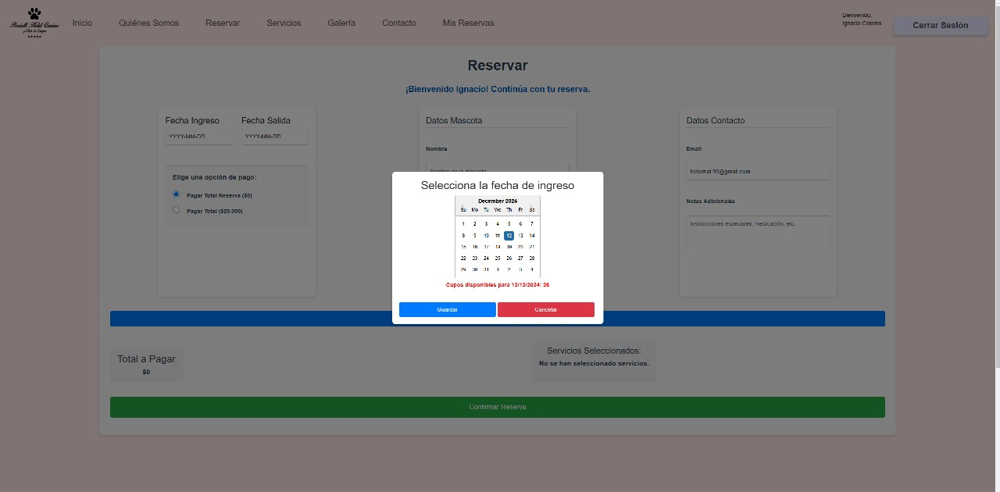 Russell Hotel Canino
y Club de Campo
Inicio
Quiénes Somos
Reservar
Servicios
Galería
Contacto
Mis Reservas
Bienvenido,
Ignacio Coloma
Cerrar Sesión
Reservar
¡Bienvenido Ignacio! Continúa con tu reserva.
Fecha Ingreso
Fecha Salida
YYYY-MM-DD
YYYY-MM-DD
Elige una opción de pago:
Pagar Total Reserva ($0)
Pagar Total ($20.000)
Datos Mascota
Nombre
Nombre de la mascota
Datos Contacto
Email
icoloma.95@gmail.com
Notas Adicionales
Instrucciones especiales, medicación, etc.
Selecciona la fecha de ingreso
December 2024
Su Mo Tu We Th Fr Sa
1 2 3 4 5 6 7
8 9 10 11 12 13 14
15 16 17 18 19 20 21
22 23 24 25 26 27 28
29 30 31 1 2 3 4
Cupos disponibles para 12/12/2024: 26
Guardar
Cancelar
Total a Pagar
$0
Servicios Seleccionados:
No se han seleccionado servicios.
Confirmar Reserva